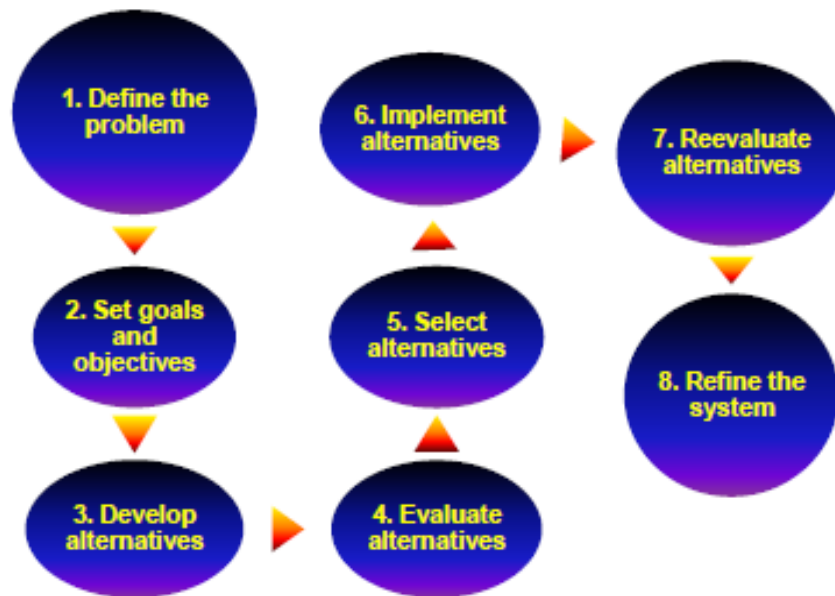 1. Define the
problem
2. Set goals
and
objectives
3. Develop
alternatives
4. Evaluate
alternatives
5. Select
alternatives
6. Implement
alternatives
7. Reevaluate
alternatives
8. Refine the
system